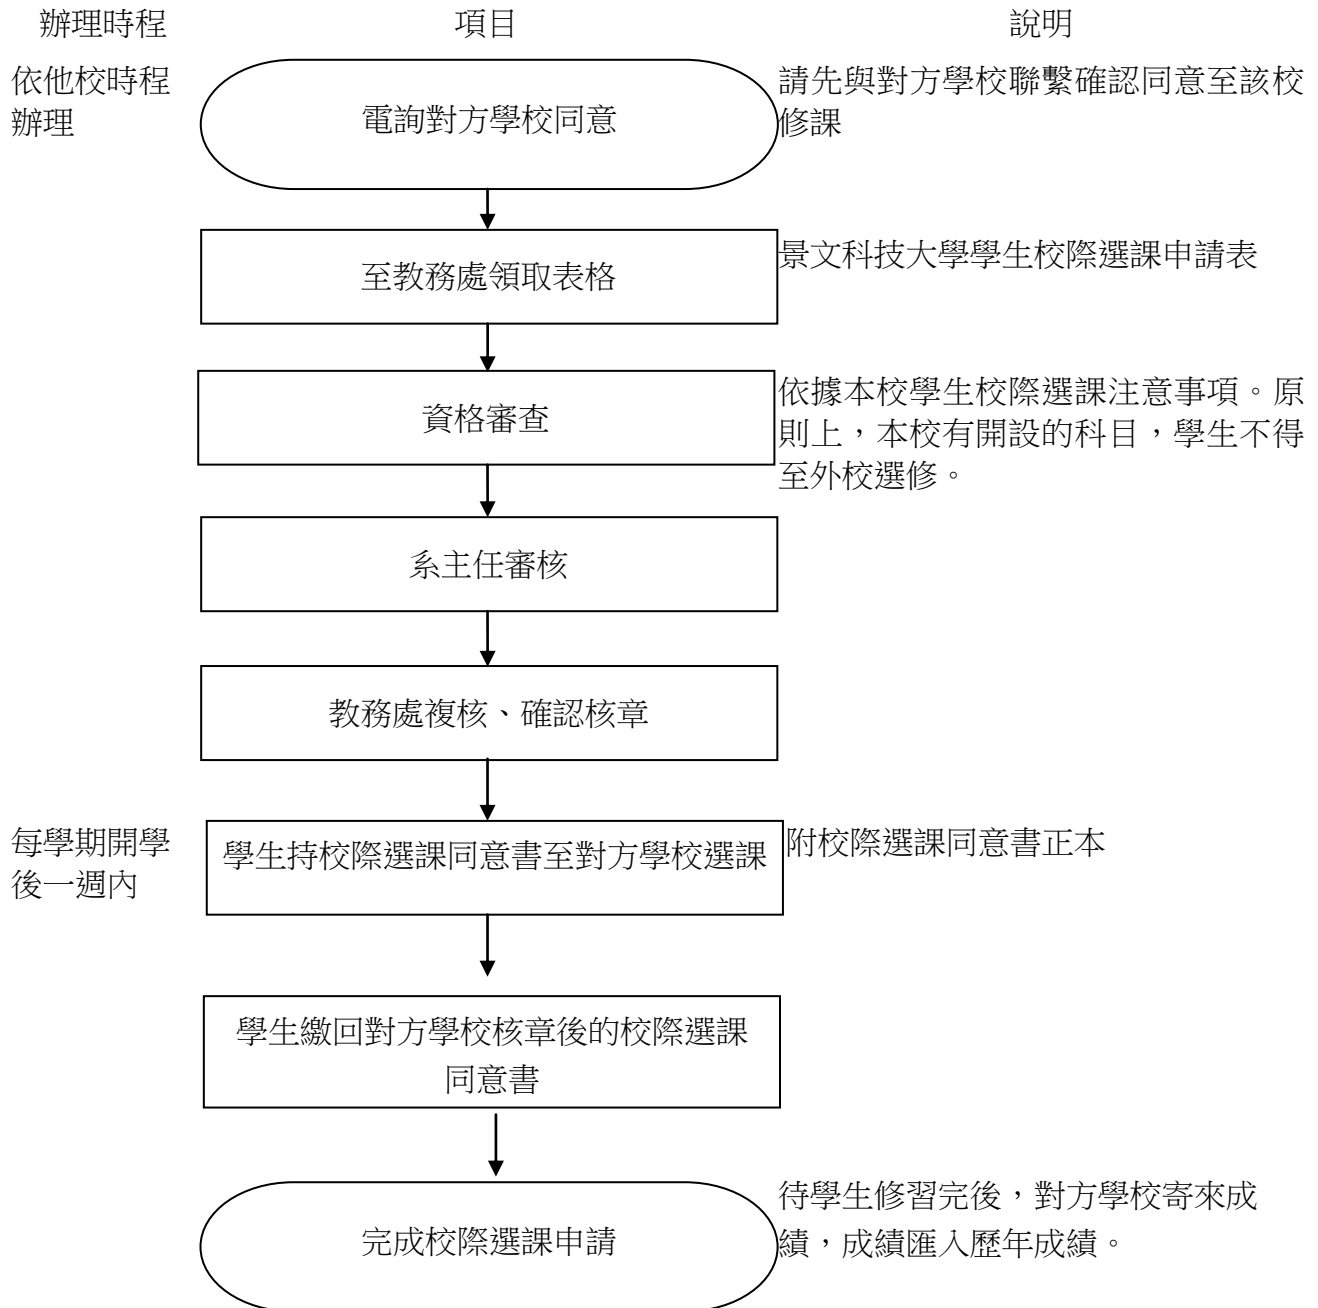 辦理時程
項目
說明
依他校時程
辦理
電詢對方學校同意
請先與對方學校聯繫確認同意至該校
修課
至教務處領取表格
景文科技大學學生校際選課申請表
資格審查
依據本校學生校際選課注意事項。原
則上,本校有開設的科目,學生不得
至外校選修。
系主任審核
教務處複核、確認核章
每學期開學
後一週內
學生持校際選課同意書至對方學校選課
附校際選課同意書正本
學生繳回對方學校核章後的校際選課
同意書
完成校際選課申請
待學生修習完後,對方學校寄來成
績,成績匯入歷年成績。